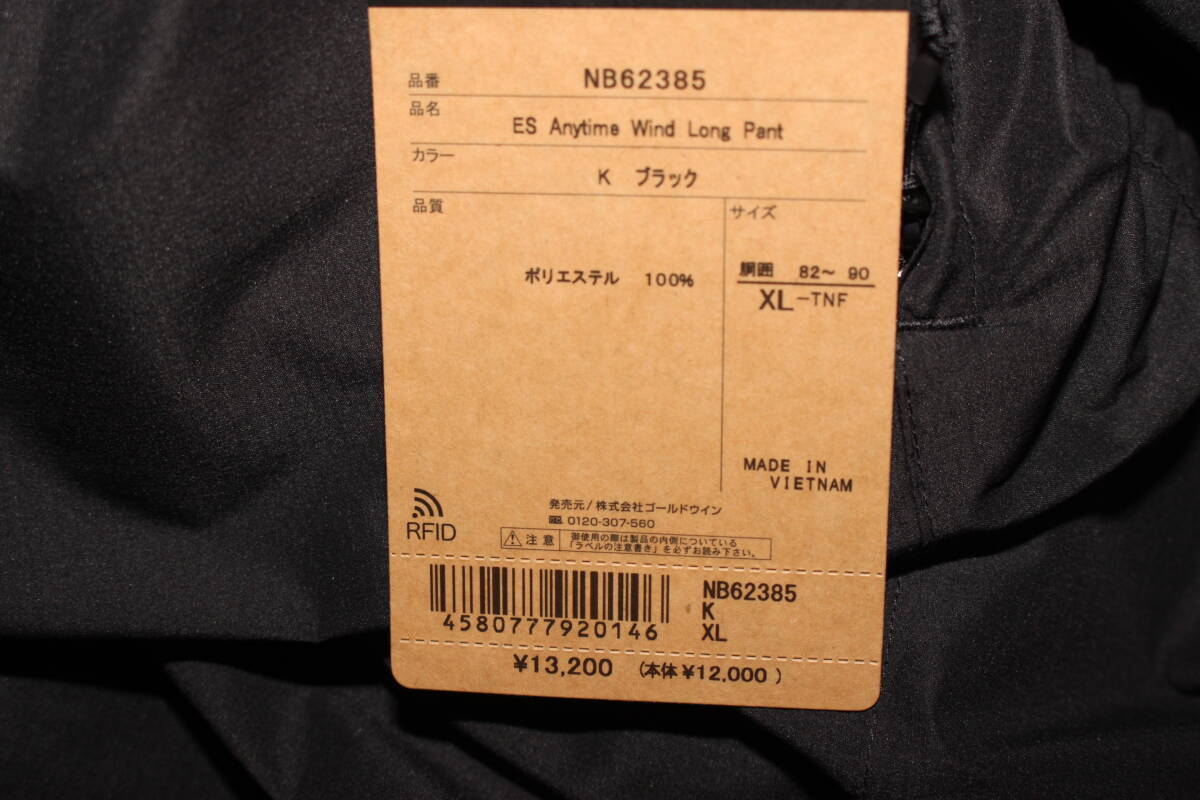 品番 NB62385
品名
ES Anytime Wind Long Pant
カラー
K ブラック
品質
サイズ
ポリエステル 100%
胴囲 82～ 90
XL-TNF
MADE IN
VIETNAM
RFID
発売元/株式会社ゴールドウイン
0120-307-560
注意
御使用の際は製品の内側についている
「ラベルの注意書き」を必ずお読み下さい。
4580777920146
NB62385
K
XL
¥13,200 (本体¥12,000)